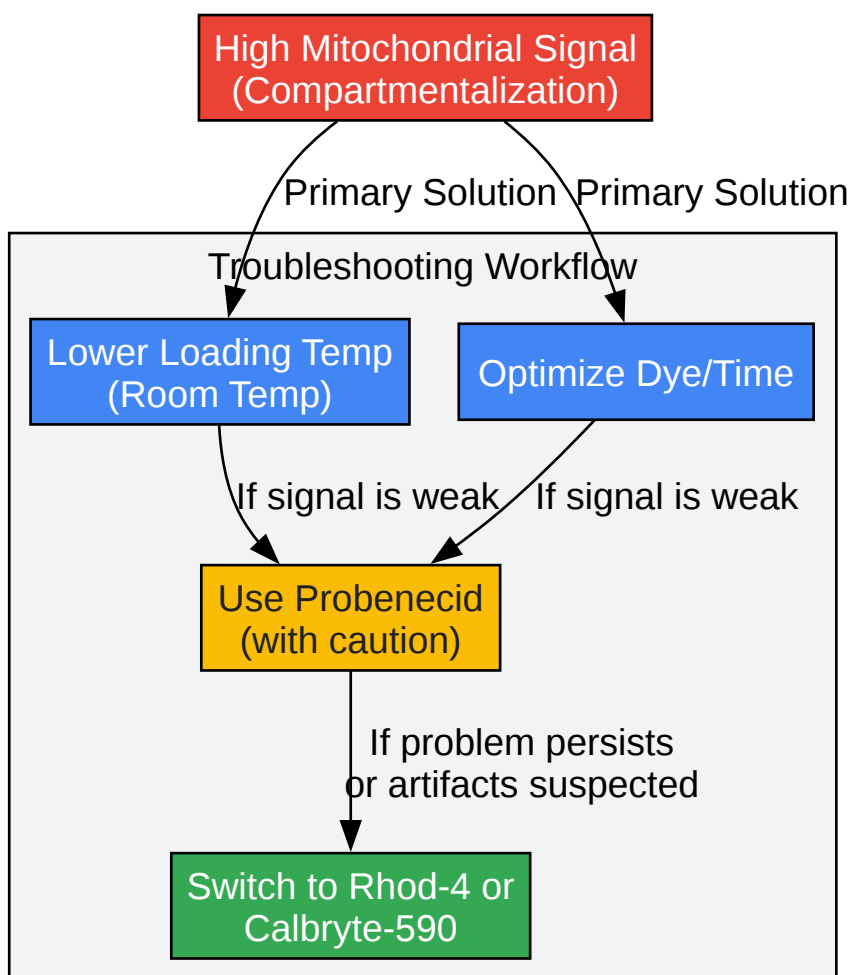 High Mitochondrial Signal
(Compartmentalization)
Primary Solution
Primary Solution
Troubleshooting Workflow
Lower Loading Temp
(Room Temp)
Optimize Dye/Time
If signal is weak
If signal is weak
Use Probenecid
(with caution)
If problem persists
or artifacts suspected
Switch to Rhod-4 or
Calbryte-590